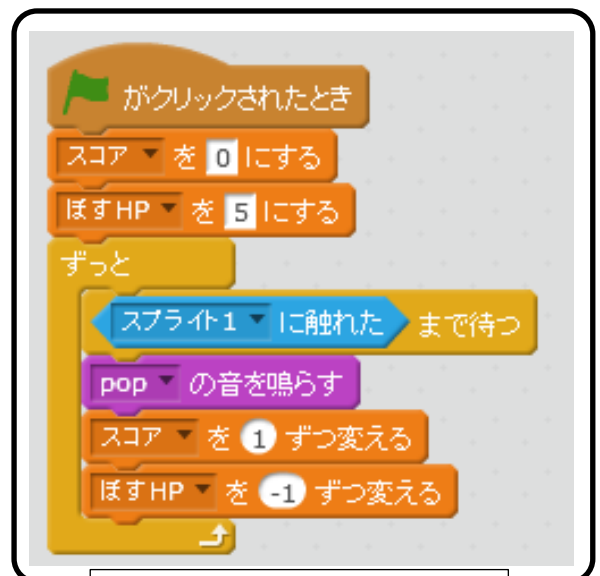 がクリックされたとき
スコア を 0 にする
ぼすHP を 5 にする
ずっと
スプライト1 に触れた まで待つ
pop の音を鳴らす
スコア を 1 ずつ変える
ぼすHP を -1 ずつ変える